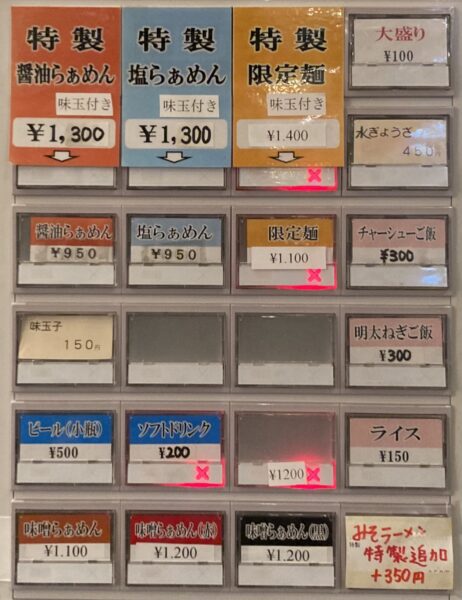 特製
醤油らぁめん
味玉付き
¥1,300
特製
塩らぁめん
味玉付き
¥1,300
特製
限定麺
味玉付き
¥1.400
大盛り
¥100
水ぎょうざ
450
醤油らぁめん
¥950
塩らぁめん
¥950
限定麺
¥1.100
チャーシューご飯
¥300
味玉子
150円
明太ねぎご飯
¥300
ビール(小瓶)
¥500
ソフトドリンク
¥200
¥1200
ライス
¥150
味噌らぁめん
¥1.100
味噌らぁめん(赤)
¥1.200
味噌らぁめん(黒)
¥1.200
みそラーメン
特製
特製追加
+350円